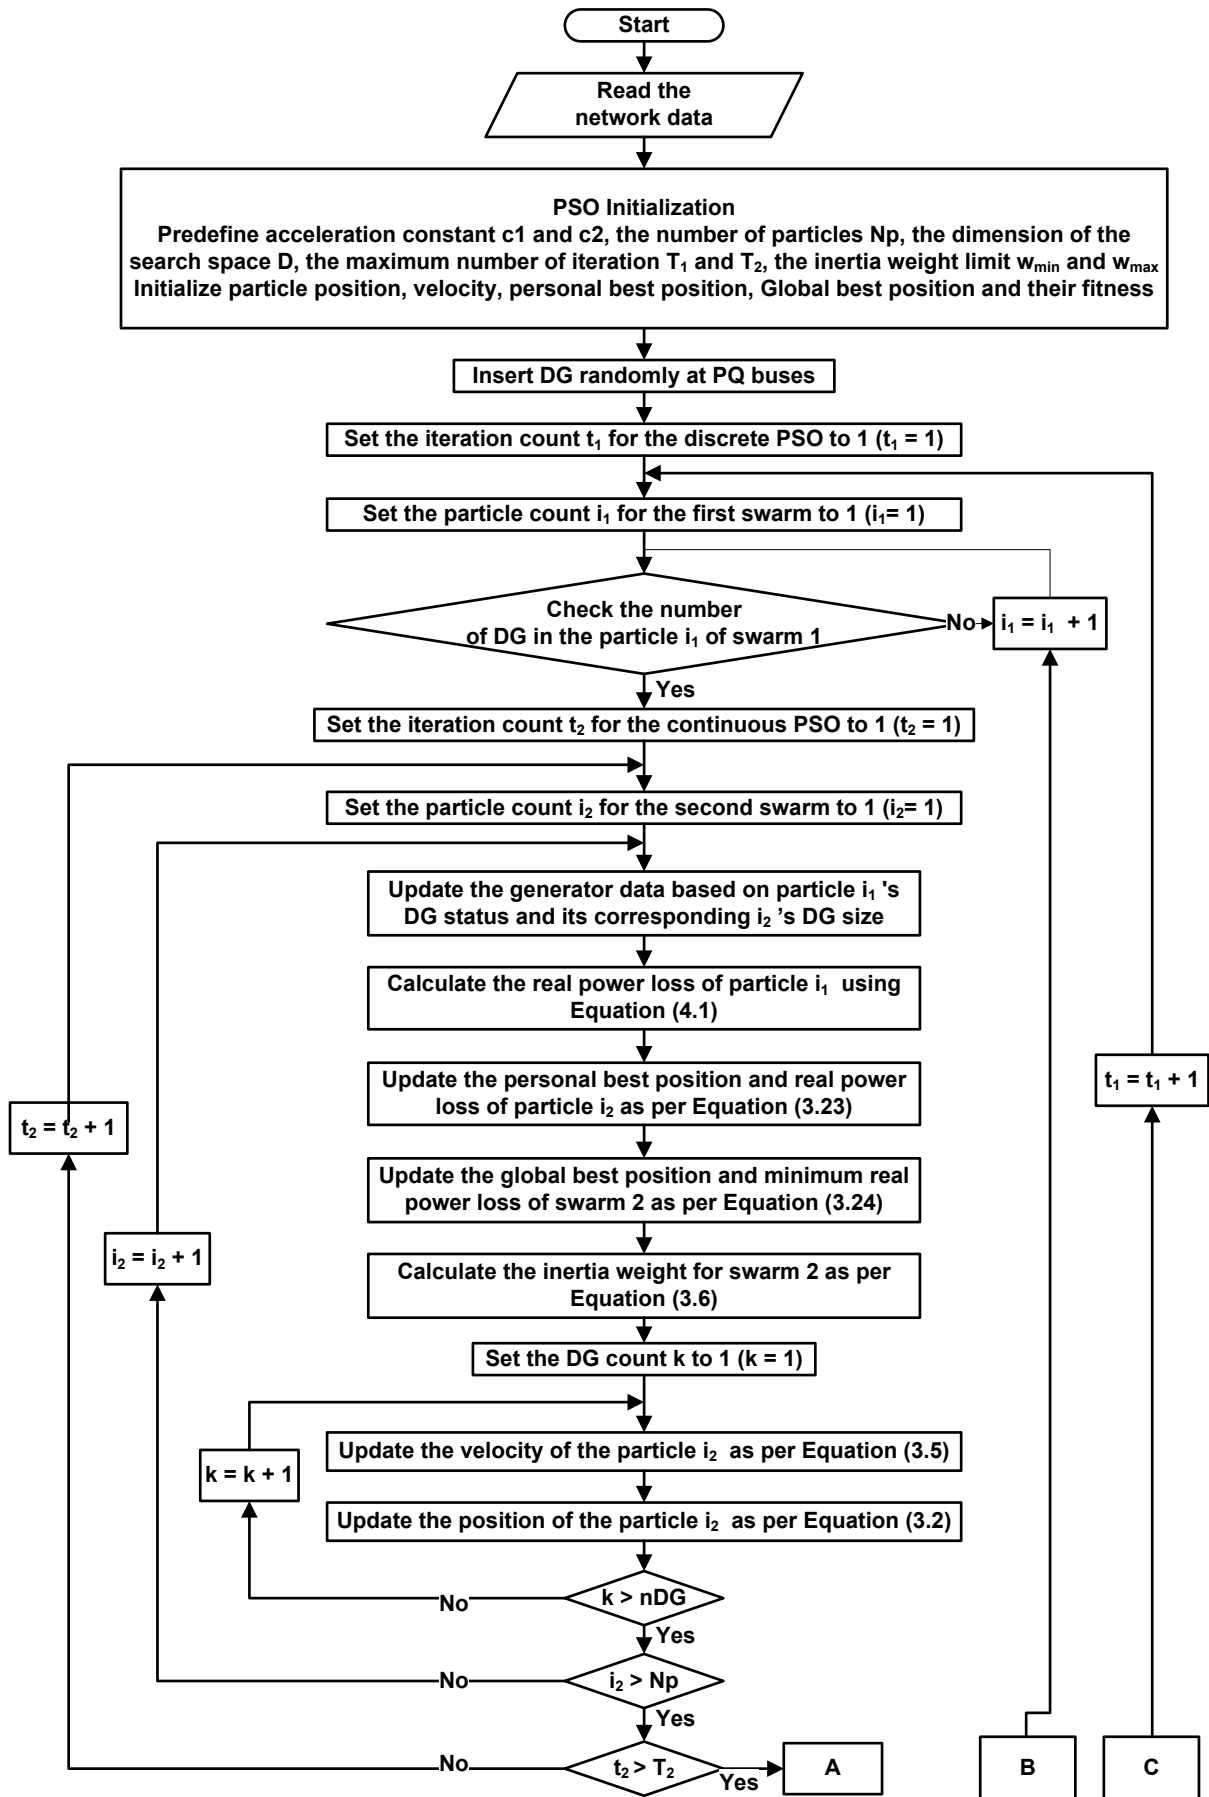 Start
Read the
network data
PSO Initialization
Predefine acceleration constant c1 and c2, the number of particles Np, the dimension of the
search space D, the maximum number of iteration T₁ and T₂, the inertia weight limit wₘᵢₙ and wₘₐₓ
Initialize particle position, velocity, personal best position, Global best position and their fitness
Insert DG randomly at PQ buses
Set the iteration count t₁ for the discrete PSO to 1 (t₁ = 1)
Set the particle count i₁ for the first swarm to 1 (i₁= 1)
Check the number
of DG in the particle i₁ of swarm 1
No
i₁ = i₁ + 1
Yes
Set the iteration count t₂ for the continuous PSO to 1 (t₂ = 1)
Set the particle count i₂ for the second swarm to 1 (i₂= 1)
Update the generator data based on particle i₁ 's
DG status and its corresponding i₂ ’s DG size
Calculate the real power loss of particle i₁ using
Equation (4.1)
Update the personal best position and real power
loss of particle i₂ as per Equation (3.23)
t₁ = t₁ + 1
t₂ = t₂ + 1
Update the global best position and minimum real
power loss of swarm 2 as per Equation (3.24)
i₂ = i₂ + 1
Calculate the inertia weight for swarm 2 as per
Equation (3.6)
Set the DG count k to 1 (k = 1)
Update the velocity of the particle i₂ as per Equation (3.5)
k = k + 1
Update the position of the particle i₂ as per Equation (3.2)
k > nDG
No
Yes
i₂ > Np
No
Yes
t₂ > T₂
No
Yes
A
B
C